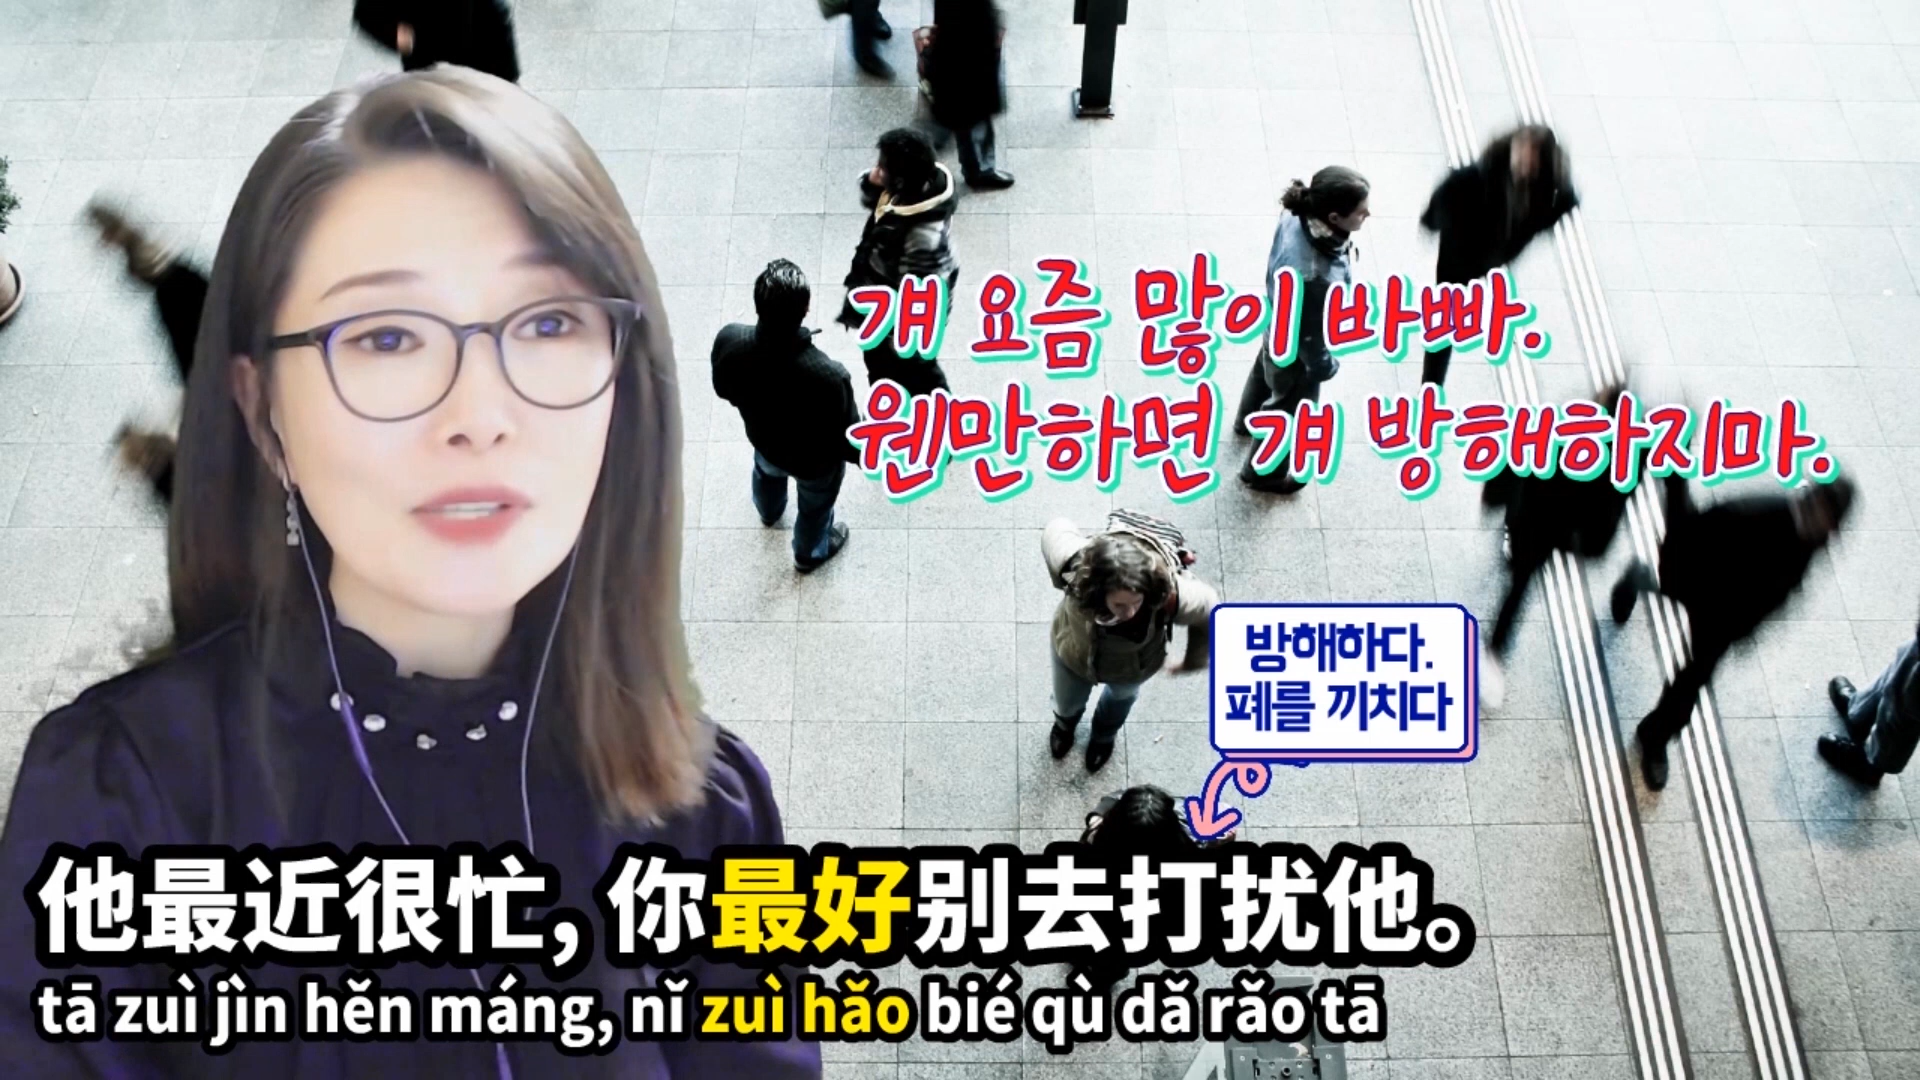 걔 요즘 많이 바빠.
웬만하면 걔 방해하지마.
방해하다.
폐를 끼치다
他最近很忙, 你最好别去打扰他。
tā zuì jìn hěn máng, nǐ zuì hǎo bié qù dǎ rǎo tā